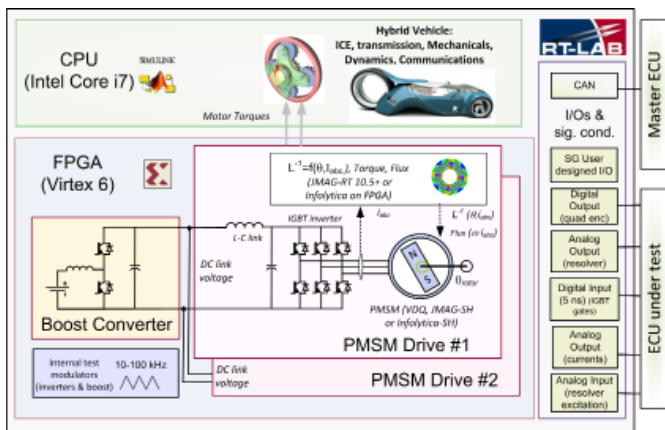 CPU
(Intel Core i7)
SIMULINK
Hybrid Vehicle:
ICE, transmission, Mechanicals,
Dynamics, Communications
Motor Torques
RT-LAB
CAN
I/Os &
sig. cond.
SG User
designed I/O
Digital
Output
(quad enc)
Analog
Output
(resolver)
Digital Input
(5 ns) (IGBT
gates)
Analog
Output
(currents)
Analog Input
(resolver
excitation)
Master ECU
ECU under test
FPGA
(Virtex 6)
L⁻¹=f(θ,Iabc), Torque, Flux
(JMAG-RT 10.5+ or
Infolytica on FPGA)
L-C link
IGBT Inverter
iabc
L⁻¹ (θ,iabc)
Flux
DC link
voltage
N
S
θrotor
PMSM (VDQ, JMAG-SH
or Infolytica-SH)
Boost Converter
PMSM Drive #1
Internal test
modulators
(inverters & boost)
10-100 kHz
DC link
voltage
PMSM Drive #2